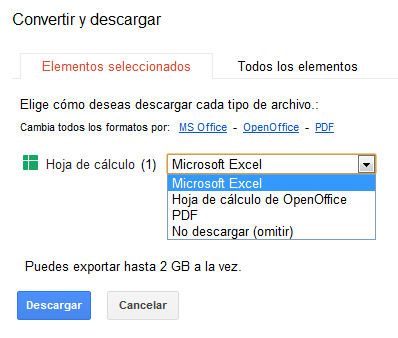 Convertir y descargar
Elementos seleccionados Todos los elementos
Elige cómo deseas descargar cada tipo de archivo.:
Cambia todos los formatos por: MS Office - OpenOffice - PDF
Hoja de cálculo (1) Microsoft Excel
Microsoft Excel
Hoja de cálculo de OpenOffice
PDF
No descargar (omitir)
Puedes exportar hasta 2 GB a la vez.
Descargar Cancelar